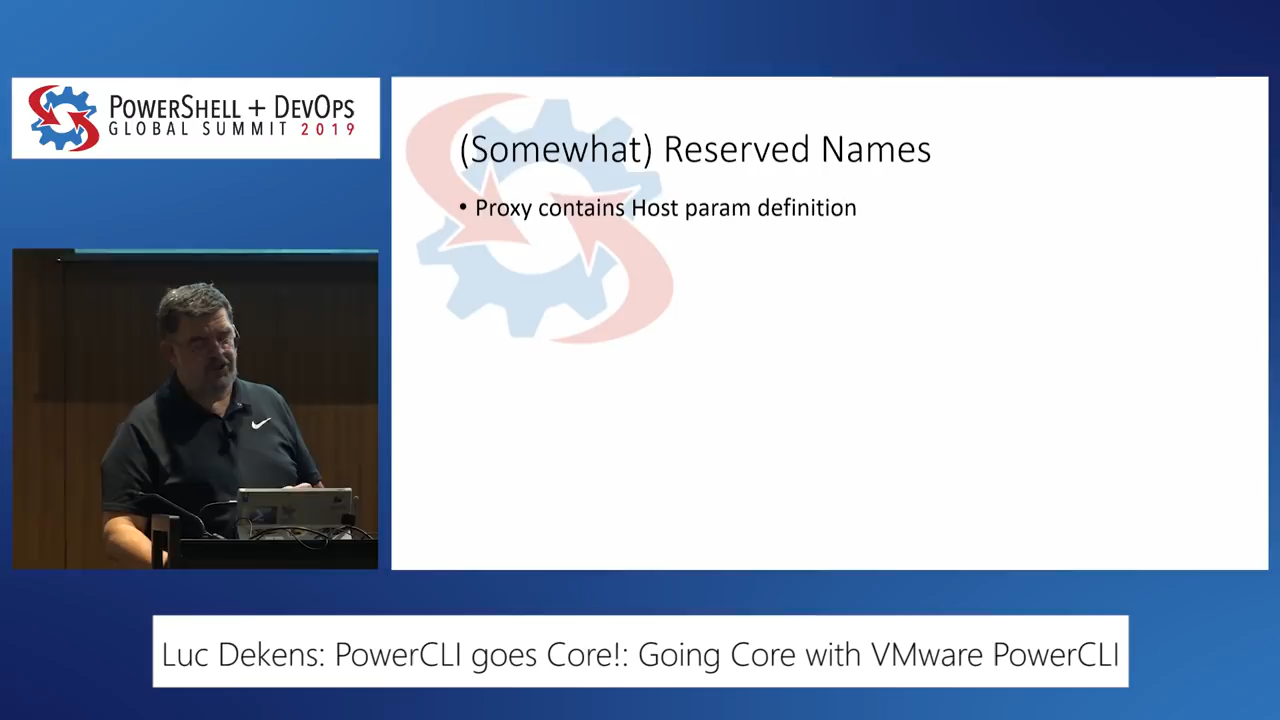 POWERSHELL + DEVOPS
GLOBAL SUMMIT 2019
(Somewhat) Reserved Names
• Proxy contains Host param definition
Luc Dekens: PowerCLI goes Core!: Going Core with VMware PowerCLI